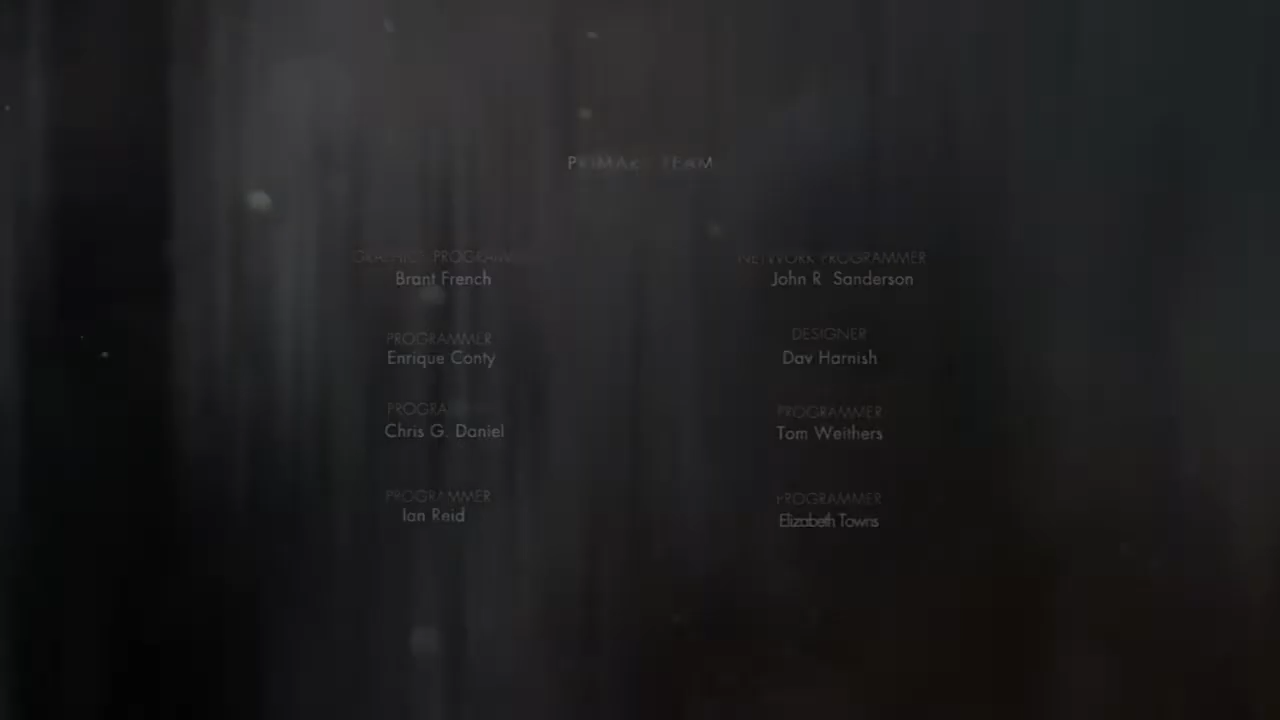 TEAM
Brant French
NETWORK PROGRAMMER
John R Sanderson
PROGRAMMER
Enrique Conty
DESIGNER
Dav Harnish
Chris G. Daniel
PROGRAMMER
Tom Weithers
PROGRAMMER
Ian Reid
PROGRAMMER
Elizabeth Towns